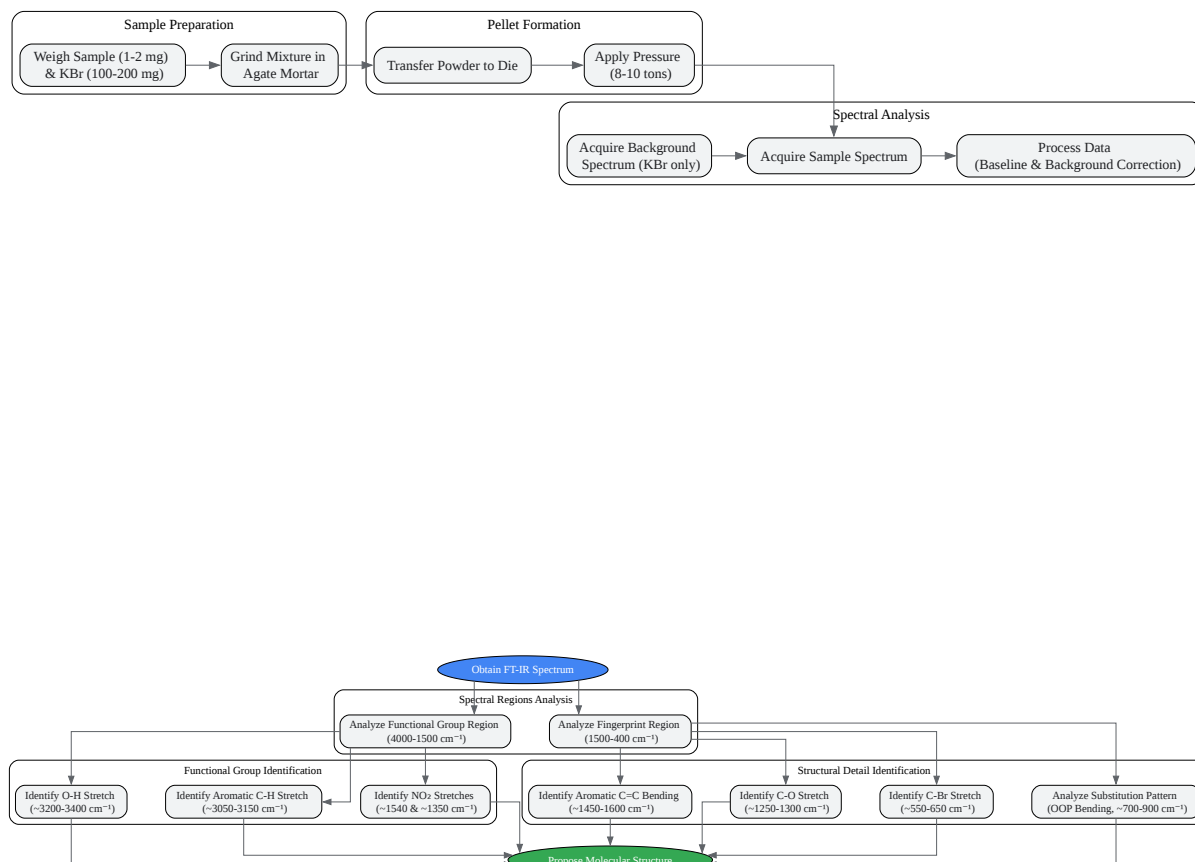 Sample Preparation
Weigh Sample (1-2 mg)
& KBr (100-200 mg)
Grind Mixture in
Agate Mortar
Pellet Formation
Transfer Powder to Die
Apply Pressure
(8-10 tons)
Spectral Analysis
Acquire Background
Spectrum (KBr only)
Acquire Sample Spectrum
Process Data
(Baseline & Background Correction)
Obtain FT-IR Spectrum
Spectral Regions Analysis
Analyze Functional Group Region
(4000-1500 cm⁻¹)
Analyze Fingerprint Region
(1500-400 cm⁻¹)
Functional Group Identification
Identify O-H Stretch
(~3200-3400 cm⁻¹)
Identify Aromatic C-H Stretch
(~3050-3150 cm⁻¹)
Identify NO₂ Stretches
(~1540 & ~1350 cm⁻¹)
Structural Detail Identification
Identify Aromatic C=C Bending
(~1450-1600 cm⁻¹)
Identify C-O Stretch
(~1250-1300 cm⁻¹)
Identify C-Br Stretch
(~550-650 cm⁻¹)
Analyze Substitution Pattern
(OOP Bending, ~700-900 cm⁻¹)
Propose Molecular Structure